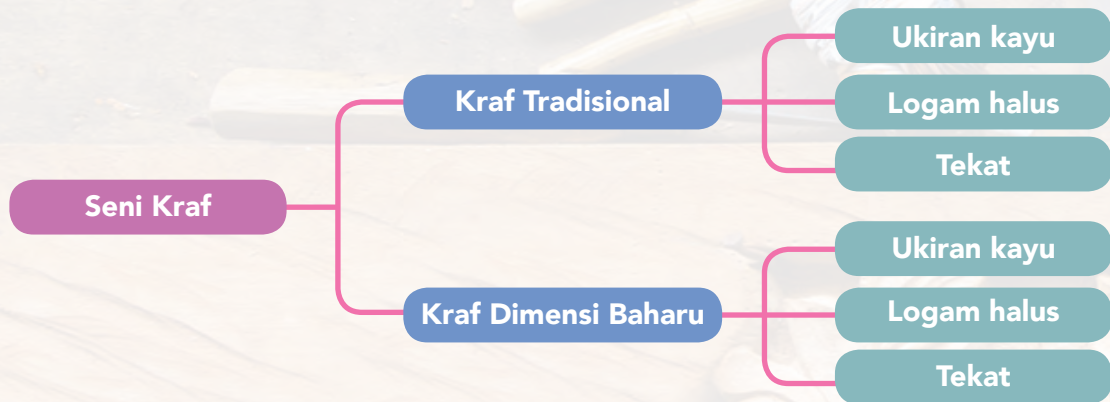 Seni Kraf
Kraf Tradisional
Ukiran kayu
Logam halus
Tekat
Kraf Dimensi Baharu
Ukiran kayu
Logam halus
Tekat